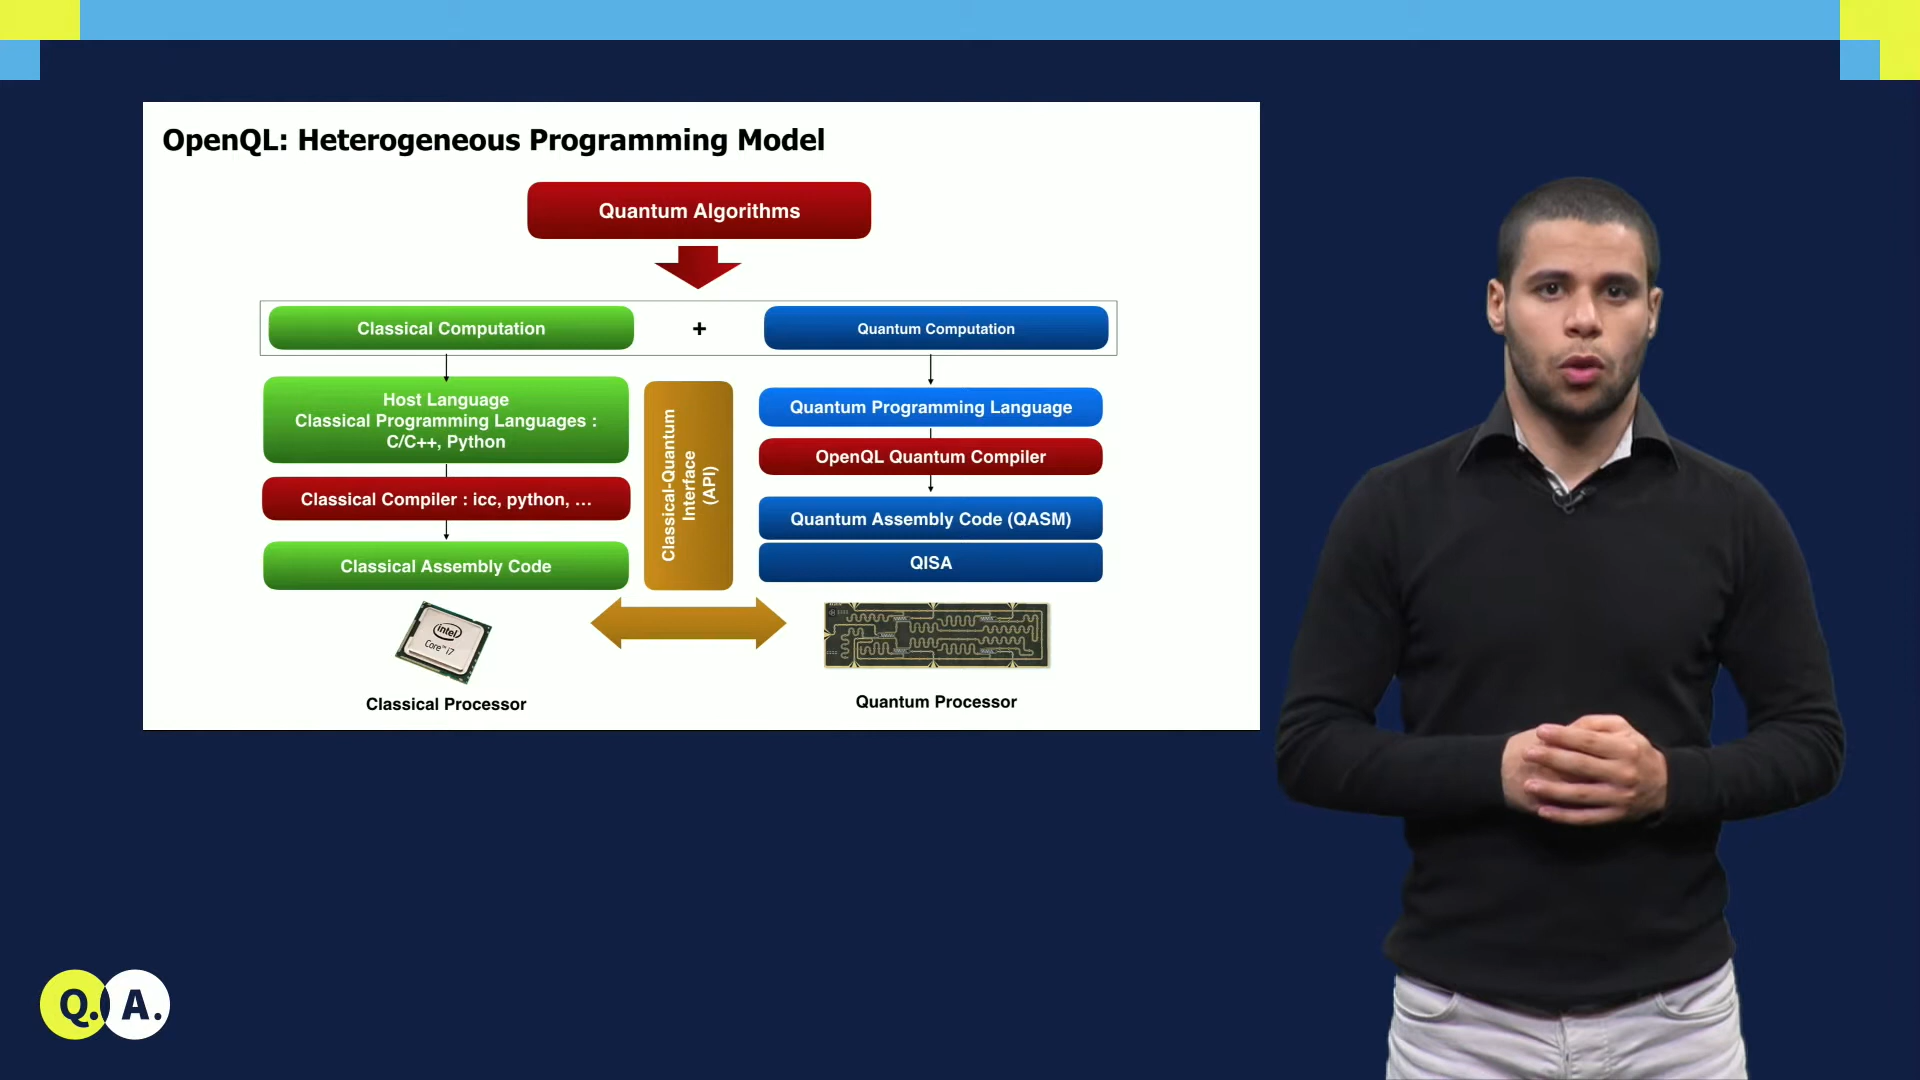 OpenQL: Heterogeneous Programming Model
Quantum Algorithms
Classical Computation
+
Quantum Computation
Host Language
Classical Programming Languages :
C/C++, Python
Classical Compiler : icc, python, ...
Classical Assembly Code
Classical-Quantum
Interface
(API)
Quantum Programming Language
OpenQL Quantum Compiler
Quantum Assembly Code (QASM)
QISA
intel
Core™ i7
Classical Processor
Quantum Processor
Q. A.